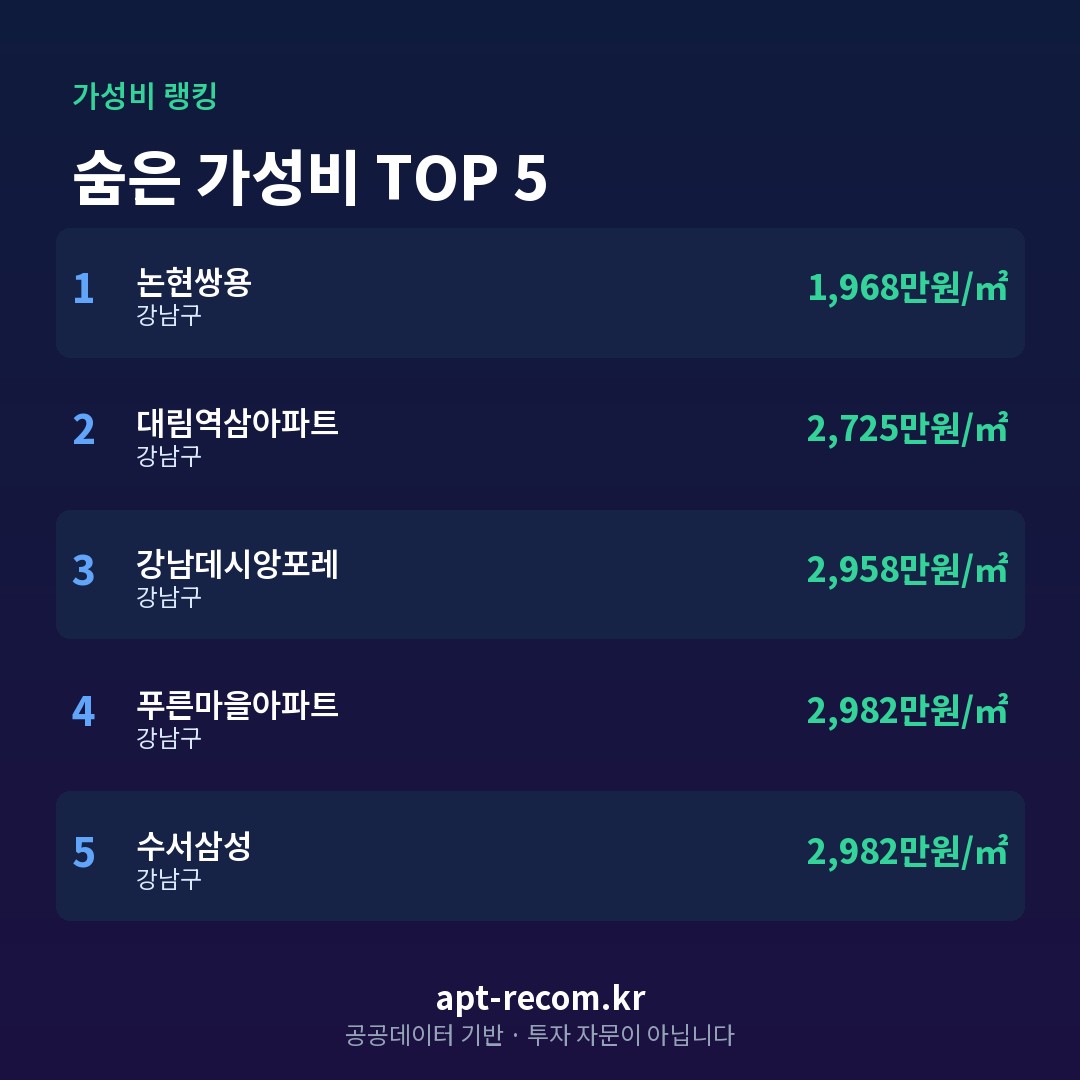 가성비 랭킹
숨은 가성비 TOP 5
1 논현쌍용 1,968만원/㎡
강남구
2 대림역삼아파트 2,725만원/㎡
강남구
3 강남데시앙포레 2,958만원/㎡
강남구
4 푸른마을아파트 2,982만원/㎡
강남구
5 수서삼성 2,982만원/㎡
강남구
apt-recom.kr
공공데이터 기반 · 투자 자문이 아닙니다